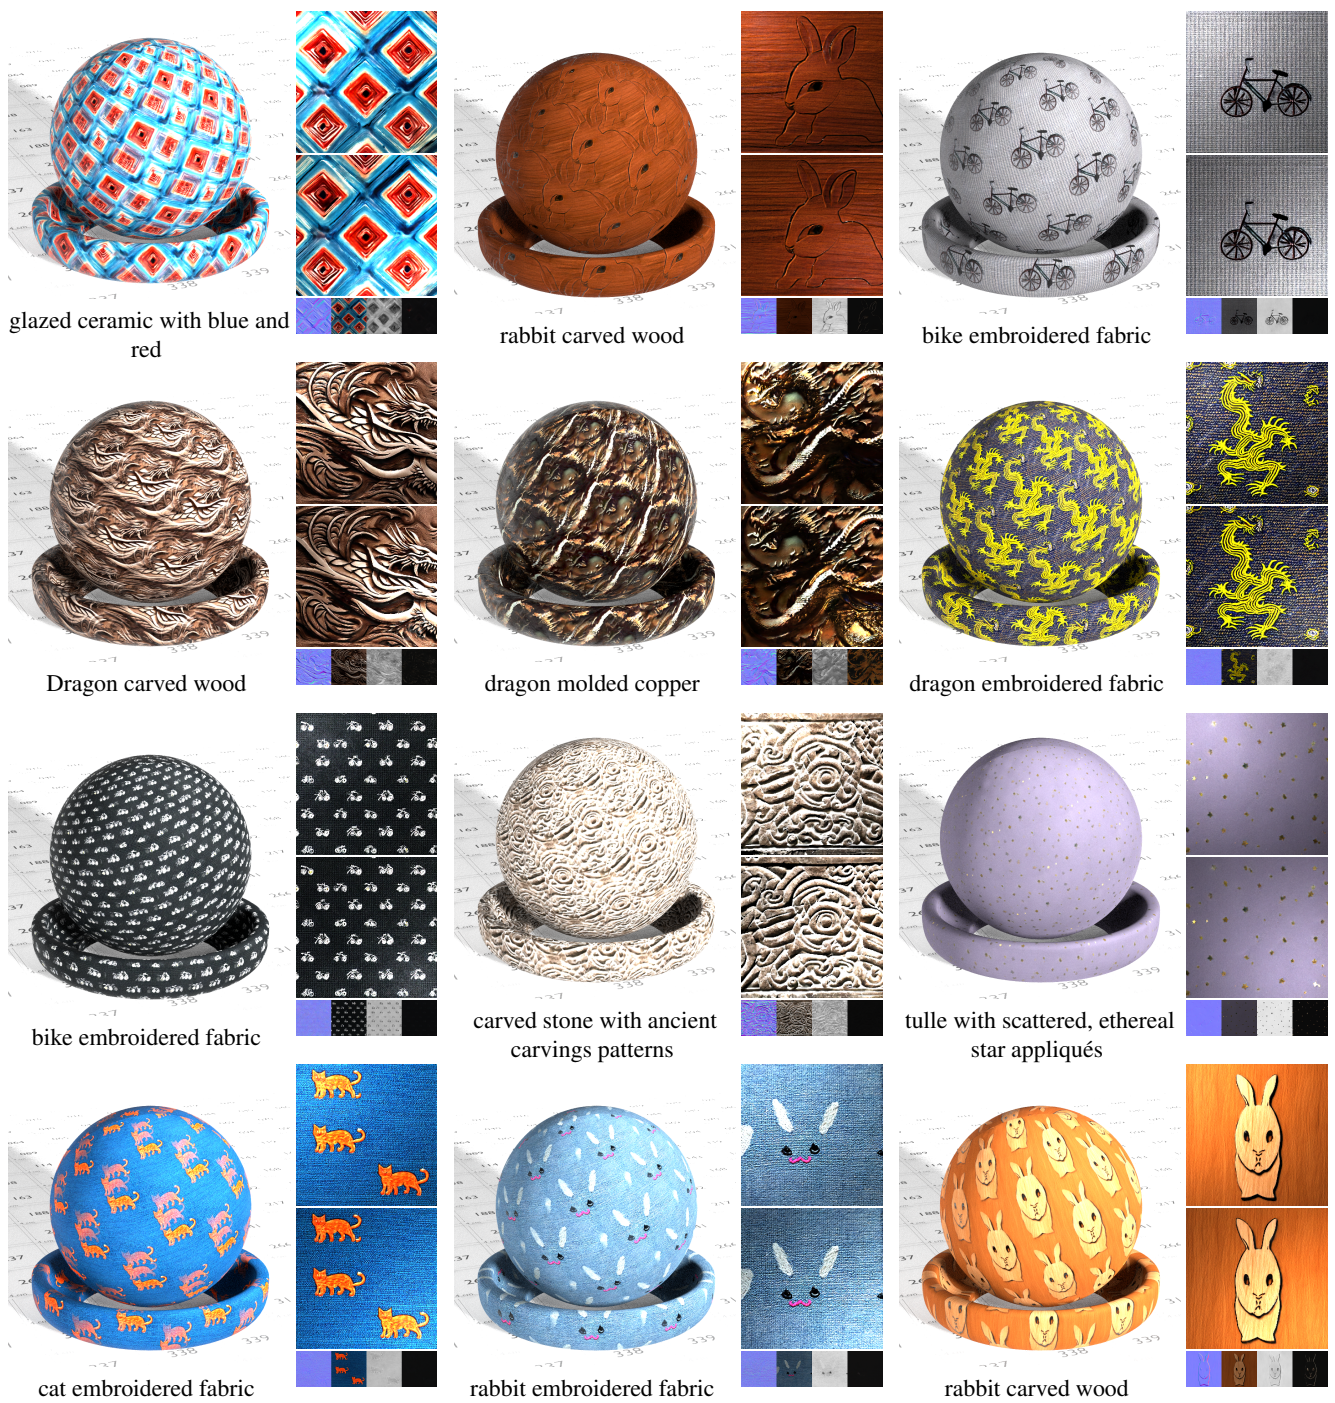 glazed ceramic with blue and
red
rabbit carved wood
bike embroidered fabric
Dragon carved wood
dragon molded copper
dragon embroidered fabric
bike embroidered fabric
carved stone with ancient
carvings patterns
tulle with scattered, ethereal
star appliqués
cat embroidered fabric
rabbit embroidered fabric
rabbit carved wood